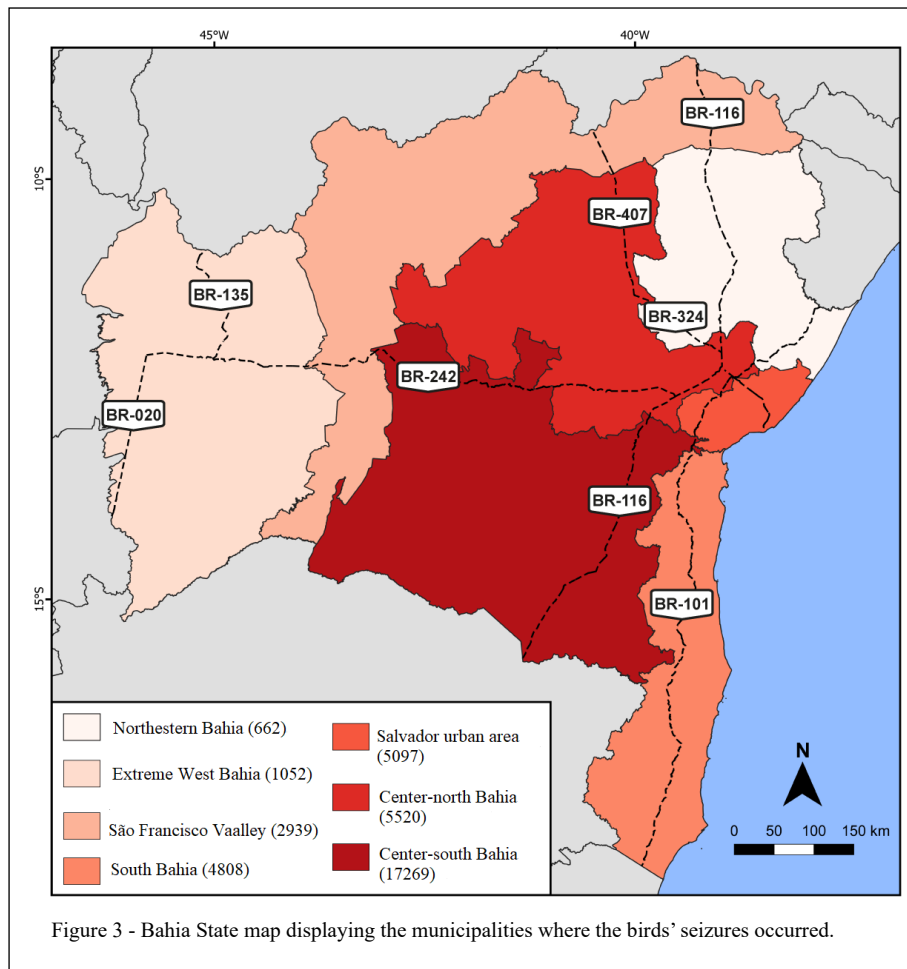 45°W
40°W
10°S
15°S
BR-116
BR-407
BR-135
BR-324
BR-242
BR-020
BR-116
BR-101
Northestern Bahia (662)
Extreme West Bahia (1052)
São Francisco Vaalley (2939)
South Bahia (4808)
Salvador urban area
(5097)
Center-north Bahia
(5520)
Center-south Bahia
(17269)
N
0 50 100 150 km
Figure 3 - Bahia State map displaying the municipalities where the birds’ seizures occurred.